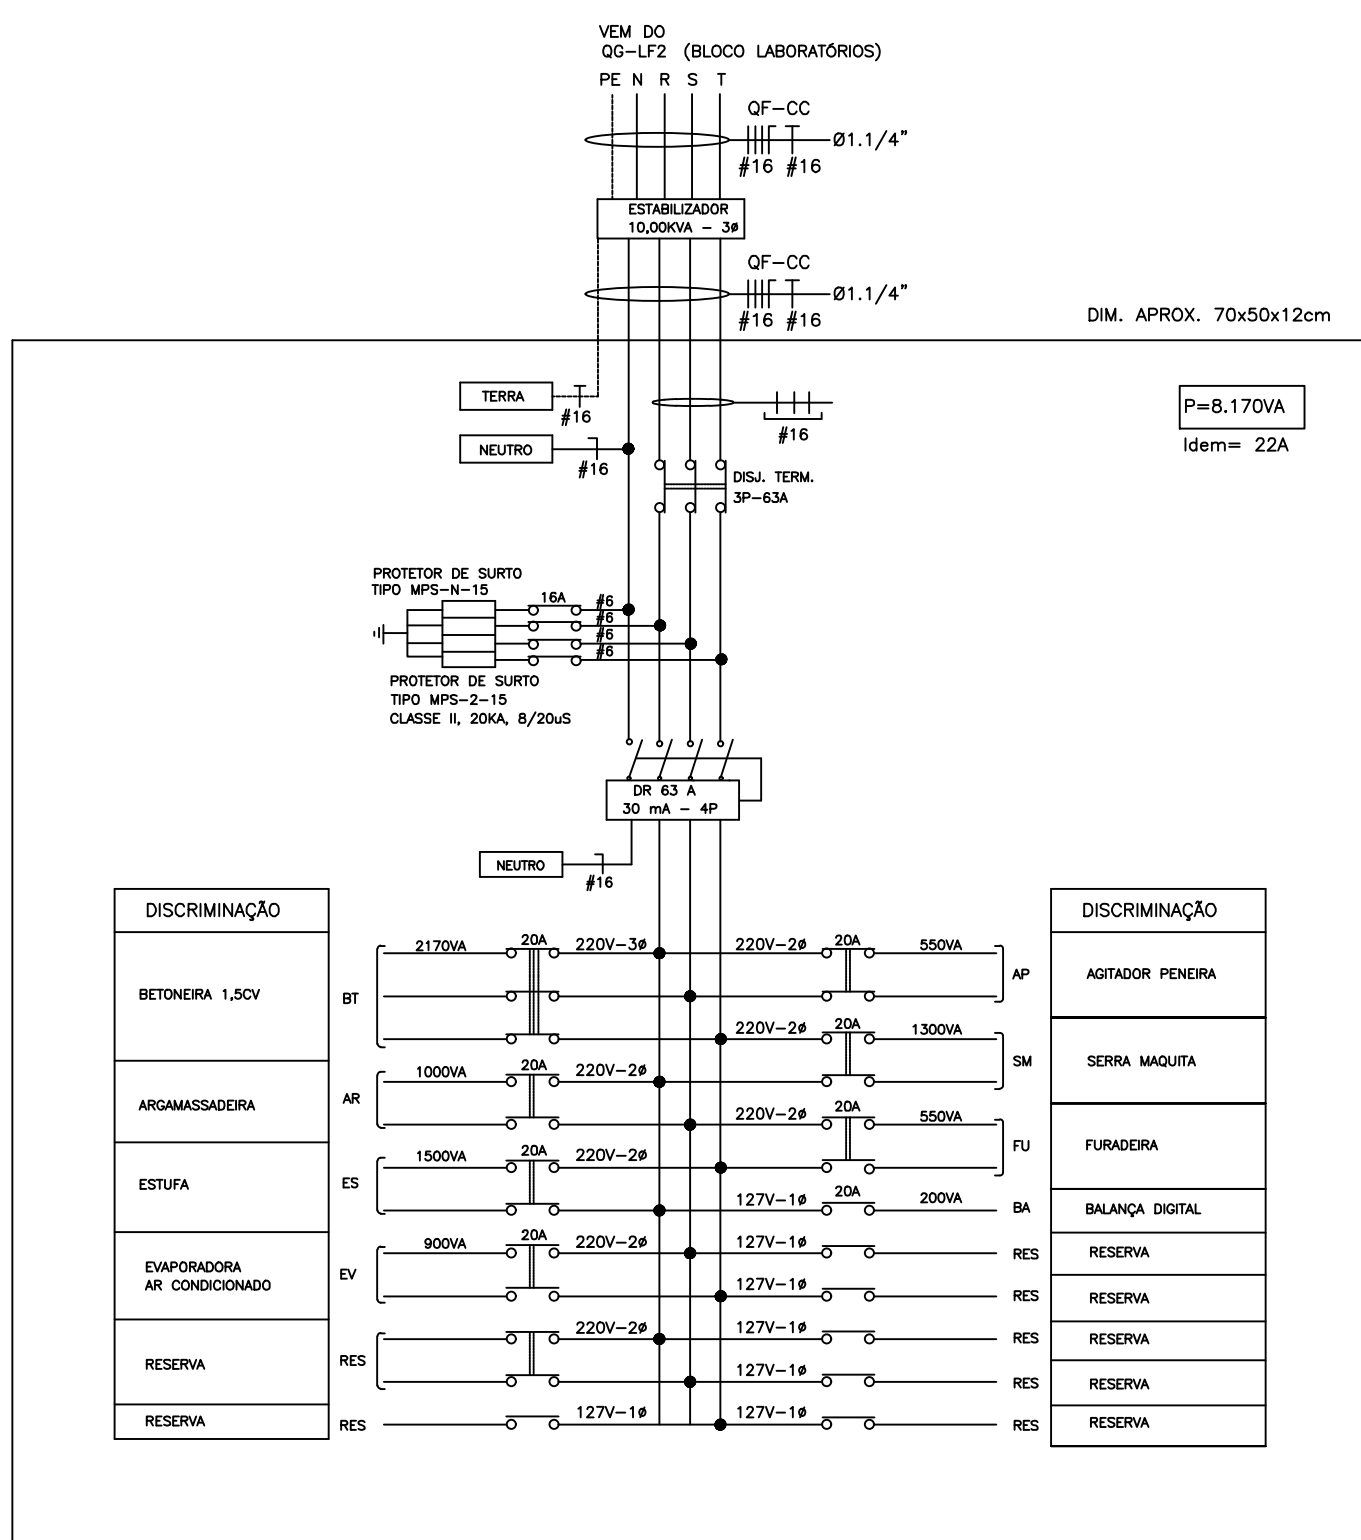 VEM DO
QG-LF2 (BLOCO LABORATÓRIOS)
PE N R S T
QF-CC
Ø1.1/4"
#16 #16
ESTABILIZADOR
10,00KVA - 3ø
QF-CC
Ø1.1/4"
#16 #16
DIM. APROX. 70x50x12cm
TERRA
#16
#16
P=8.170VA
Idem= 22A
NEUTRO
#16
DISJ. TERM.
3P-63A
PROTETOR DE SURTO
TIPO MPS-N-15
16A
#6
#6
#6
#6
PROTETOR DE SURTO
TIPO MPS-2-15
CLASSE II, 20KA, 8/20uS
DR 63 A
30 mA - 4P
NEUTRO
#16
DISCRIMINAÇÃO
BETONEIRA 1,5CV
BT
2170VA
20A
220V-3ø
ARGAMASSADEIRA
AR
1000VA
20A
220V-2ø
ESTUFA
ES
1500VA
20A
220V-2ø
EVAPORADORA
AR CONDICIONADO
EV
900VA
20A
220V-2ø
RESERVA
RES
220V-2ø
RESERVA
RES
127V-1ø
DISCRIMINAÇÃO
220V-2ø
20A
550VA
AP
AGITADOR PENEIRA
220V-2ø
20A
1300VA
SM
SERRA MAQUITA
220V-2ø
20A
550VA
FU
FURADEIRA
127V-1ø
20A
200VA
BA
BALANÇA DIGITAL
127V-1ø
RES
RESERVA
127V-1ø
RES
RESERVA
127V-1ø
RES
RESERVA
127V-1ø
RES
RESERVA
127V-1ø
RES
RESERVA